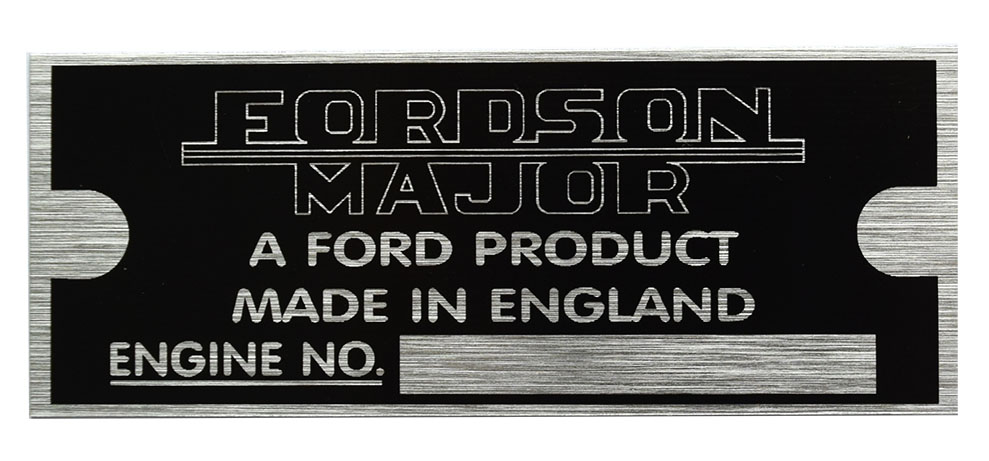 FORDSON
MAJOR
A FORD PRODUCT
MADE IN ENGLAND
ENGINE NO.